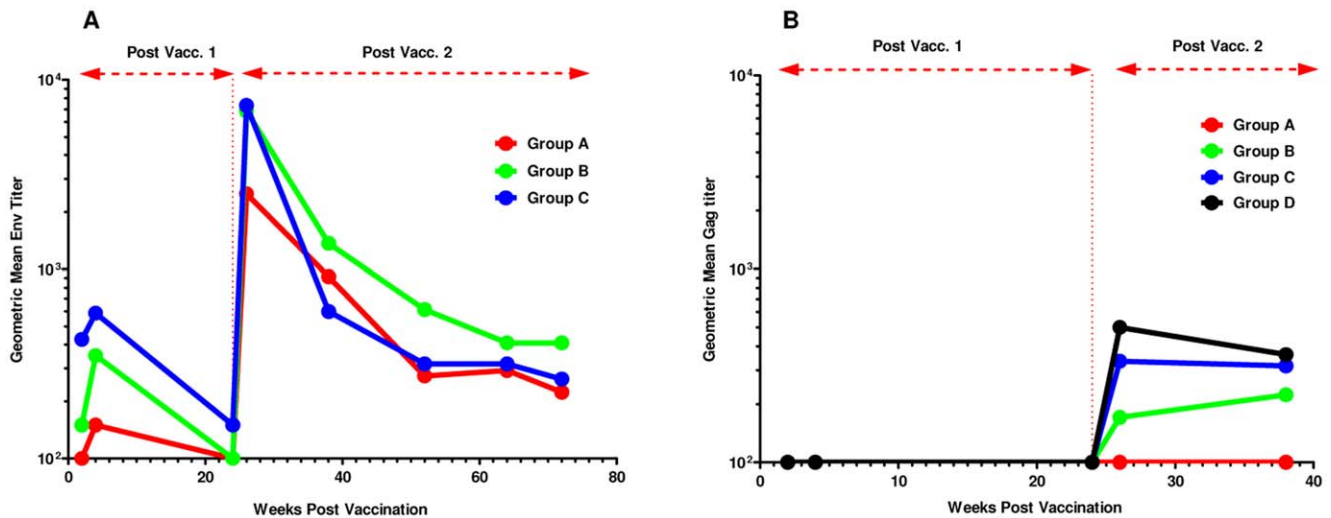 A
Post Vacc. 1
Post Vacc. 2
10⁴
10³
10²
Geometric Mean Env Titer
Group A
Group B
Group C
0
20
40
60
80
Weeks Post Vaccination
B
Post Vacc. 1
Post Vacc. 2
10⁴
10³
10²
Geometric Mean Gag titer
Group A
Group B
Group C
Group D
0
10
20
30
40
Weeks Post Vaccination